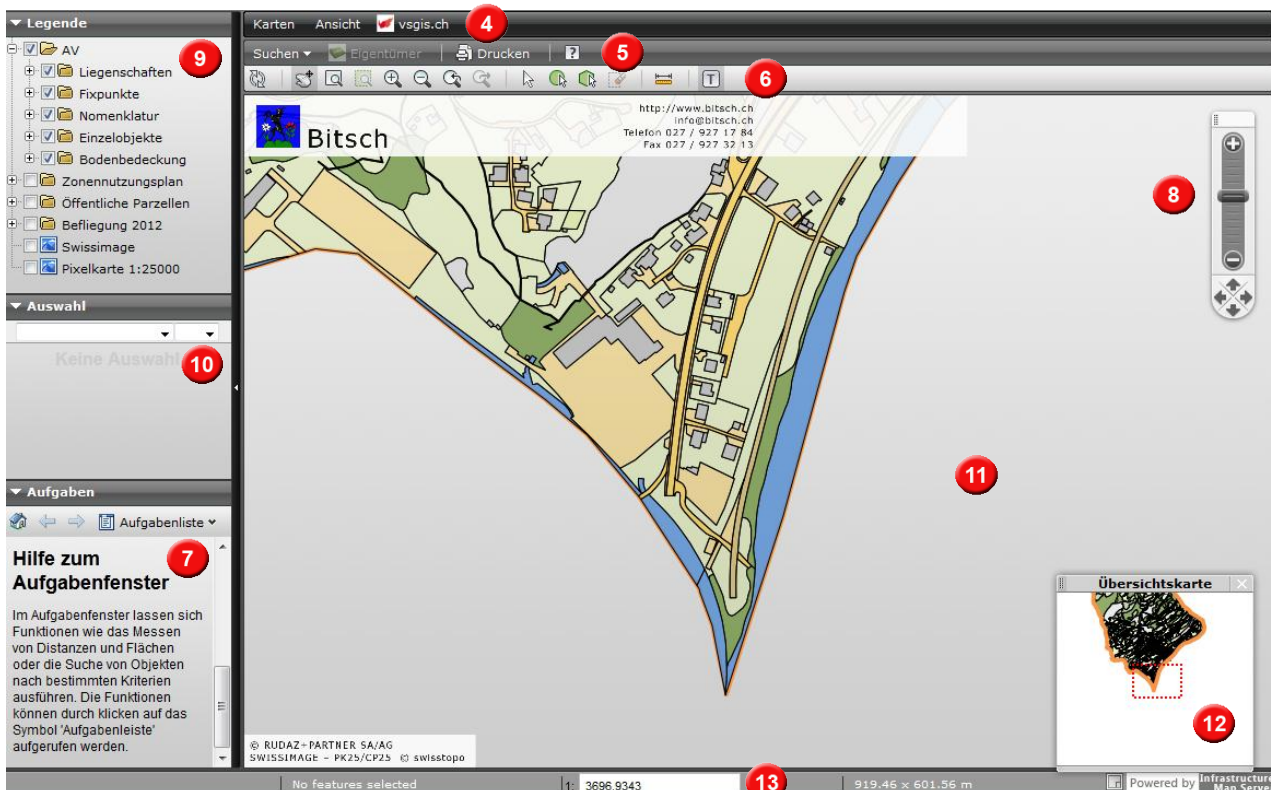 Legende
AV
9
Liegenschaften
Fixpunkte
Nomenklatur
Einzelobjekte
Bodenbedeckung
Zonennutzungsplan
Öffentliche Parzellen
Befliegung 2012
Swissimage
Pixelkarte 1:25000
Auswahl
Keine Auswahl
10
Aufgaben
Aufgabenliste
7
Hilfe zum
Aufgabenfenster
Im Aufgabenfenster lassen sich
Funktionen wie das Messen
von Distanzen und Flächen
oder die Suche von Objekten
nach bestimmten Kriterien
ausführen. Die Funktionen
können durch klicken auf das
Symbol 'Aufgabenleiste'
aufgerufen werden.
Karten Ansicht vsgis.ch 4
Suchen Eigentümer Drucken ? 5
T 6
Bitsch
http://www.bitsch.ch
info@bitsch.ch
Telefon 027 / 927 17 84
Fax 027 / 927 32 13
8
11
Übersichtskarte
12
© RUDAZ+PARTNER SA/AG
SWISSIMAGE - PK25/CP25 © swisstopo
No features selected 1: 3696.9343 13 919.46 x 601.56 m Powered by Infrastructure
Map Server